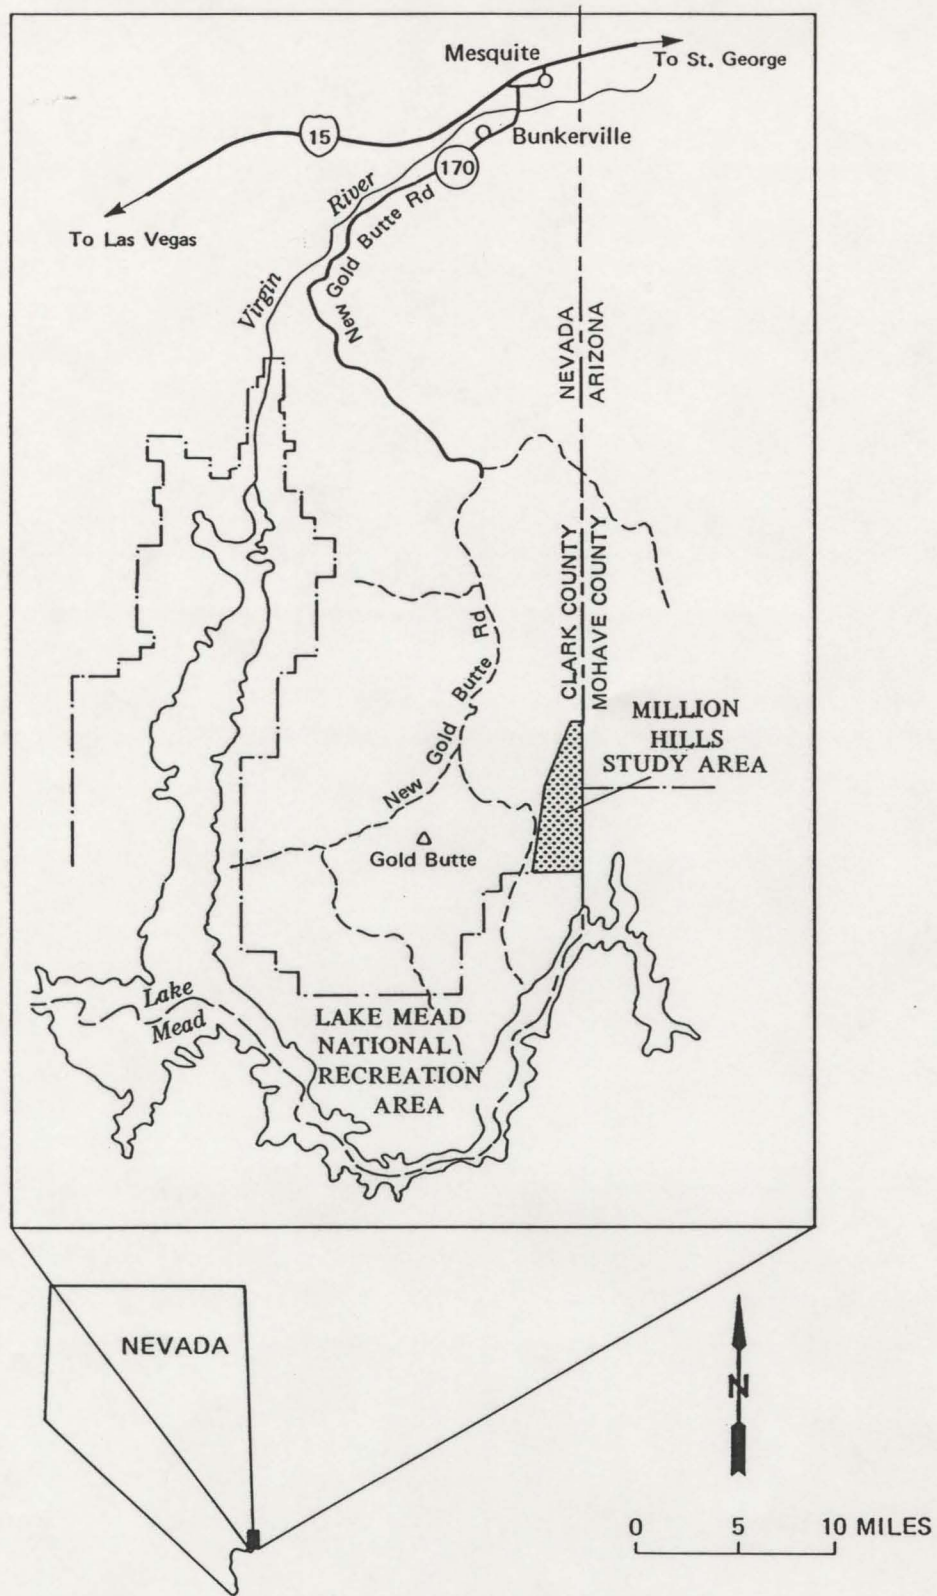 Mesquite
To St. George
15
Bunkerville
170
River
To Las Vegas
Virgin
New Gold Butte Rd
NEVADA
ARIZONA
CLARK COUNTY
MOHAVE COUNTY
New Gold Butte Rd
MILLION
HILLS
STUDY AREA
Gold Butte
Lake
Mead
LAKE MEAD
NATIONAL
RECREATION
AREA
NEVADA
N
0 5 10 MILES